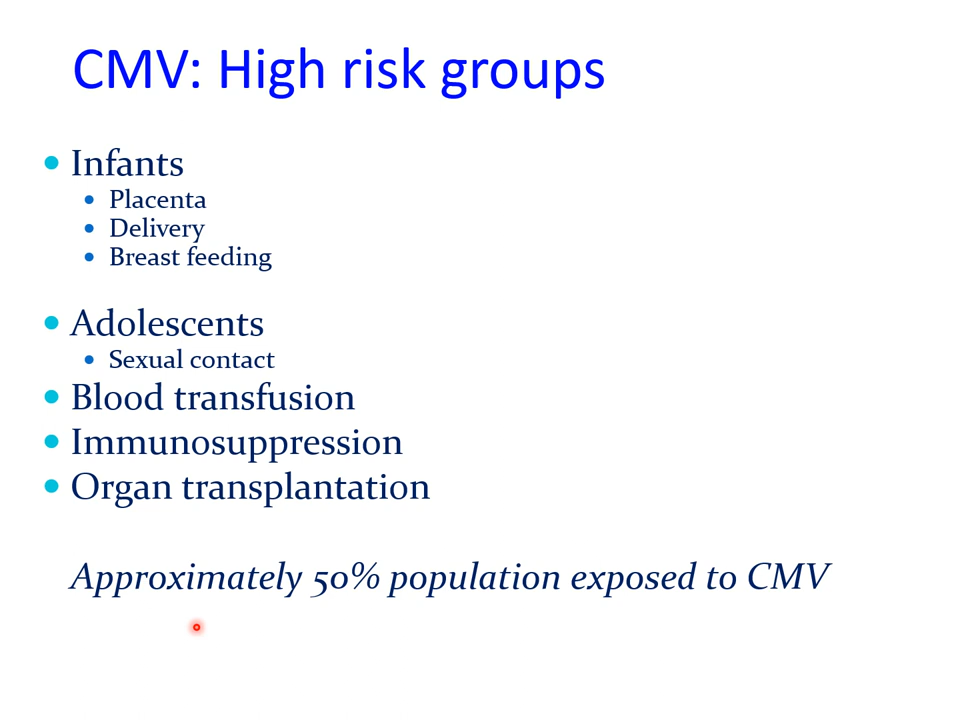 CMV: High risk groups
Infants
Placenta
Delivery
Breast feeding
Adolescents
Sexual contact
Blood transfusion
Immunosuppression
Organ transplantation
Approximately 50% population exposed to CMV